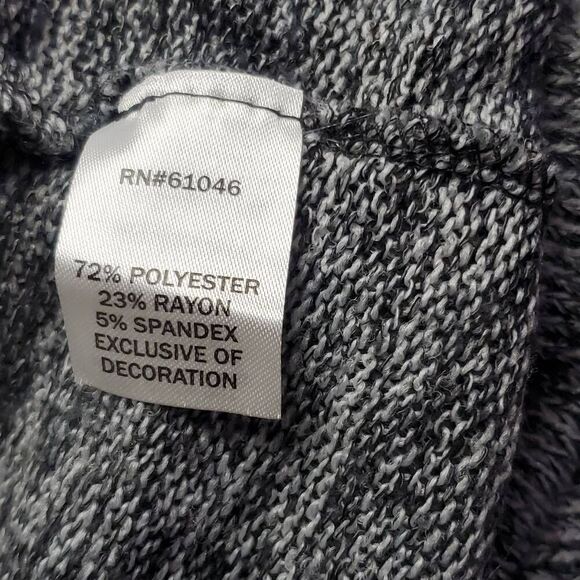 RN#61046
72% POLYESTER
23% RAYON
5% SPANDEX
EXCLUSIVE OF
DECORATION